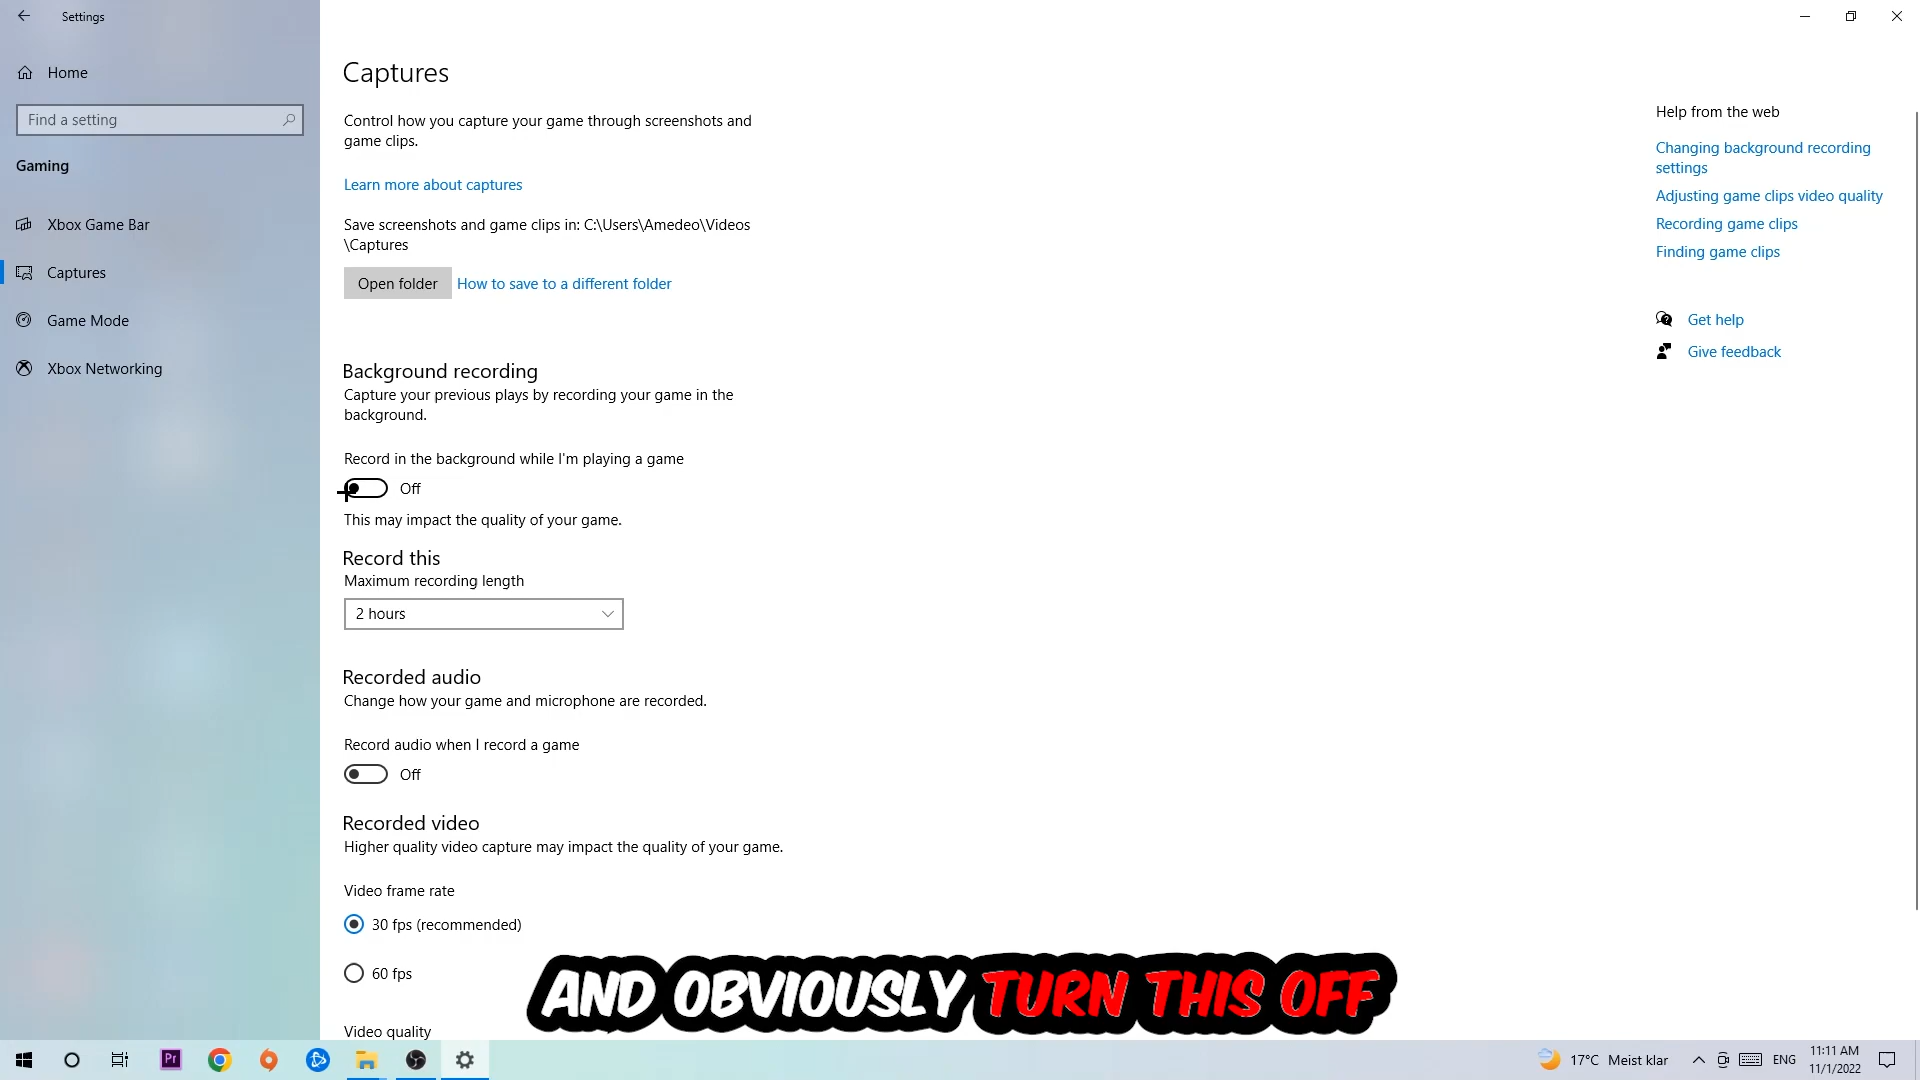 Settings
Home
Find a setting
Gaming
Xbox Game Bar
Captures
Game Mode
Xbox Networking
Captures
Control how you capture your game through screenshots and
game clips.
Learn more about captures
Save screenshots and game clips in: C:\Users\Amedeo\Videos
\Captures
Open folder
How to save to a different folder
Background recording
Capture your previous plays by recording your game in the
background.
Record in the background while I'm playing a game
Off
This may impact the quality of your game.
Record this
Maximum recording length
2 hours
Recorded audio
Change how your game and microphone are recorded.
Record audio when I record a game
Off
Recorded video
Higher quality video capture may impact the quality of your game.
Video frame rate
30 fps (recommended)
60 fps
Video quality
Help from the web
Changing background recording
settings
Adjusting game clips video quality
Recording game clips
Finding game clips
Get help
Give feedback
AND OBVIOUSLY TURN THIS OFF
Pr
17°C Meist klar
ENG
11:11 AM
11/1/2022